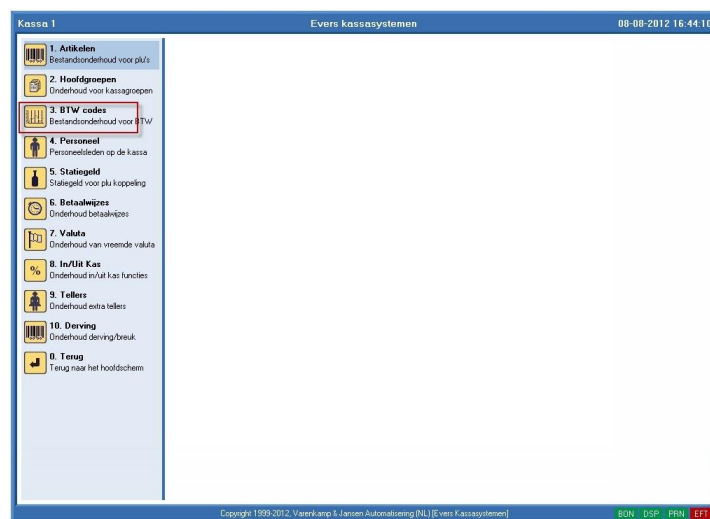 Kassa 1 Evers kassasystemen 08-08-2012 16:44:10
1. Artikelen
Bestandsonderhoud voor plu's
2. Hoofdgroepen
Onderhoud voor kassagroepen
3. BTW codes
Bestandsonderhoud voor BTW
4. Personeel
Personeelsleden op de kassa
5. Statiegeld
Statiegeld voor plu koppeling
6. Betaalwijzes
Onderhoud betaalwijzes
7. Valuta
Onderhoud van vreemde valuta
8. In/Uit Kas
Onderhoud in/uit kas functies
9. Tellers
Onderhoud extra tellers
10. Derving
Onderhoud derving/breuk
0. Terug
Terug naar het hoofdscherm
Copyright 1999-2012, Varenkamp & Jansen Automatisering (NL) [Evers Kassasystemen] BON DSP PRN EFT